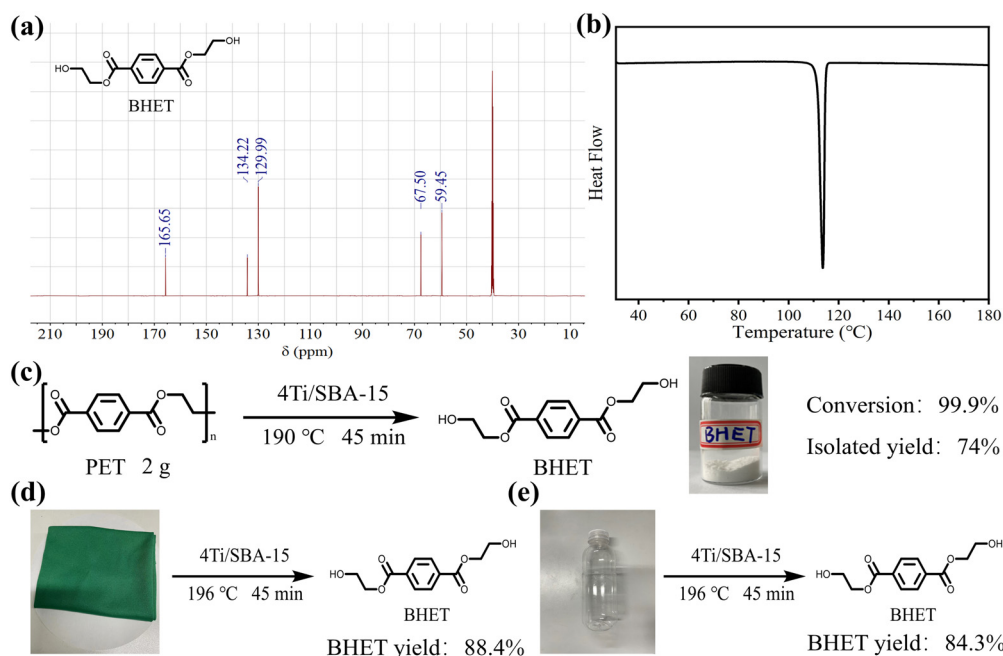 (a)
OH
O
O
HO
O
O
BHET
165.65
134.22
129.99
67.50
59.45
210 190 170 150 130 110 90 70 50 30 10
δ (ppm)
(b)
Heat Flow
40 60 80 100 120 140 160 180
Temperature (℃)
(c)
O
O
O
O
n
PET 2 g
4Ti/SBA-15
190 ℃ 45 min
OH
O
O
HO
O
O
BHET
BHET
Conversion: 99.9%
Isolated yield: 74%
(d)
4Ti/SBA-15
196 ℃ 45 min
OH
O
O
HO
O
O
BHET
BHET yield: 88.4%
(e)
4Ti/SBA-15
196 ℃ 45 min
OH
O
O
HO
O
O
BHET
BHET yield: 84.3%